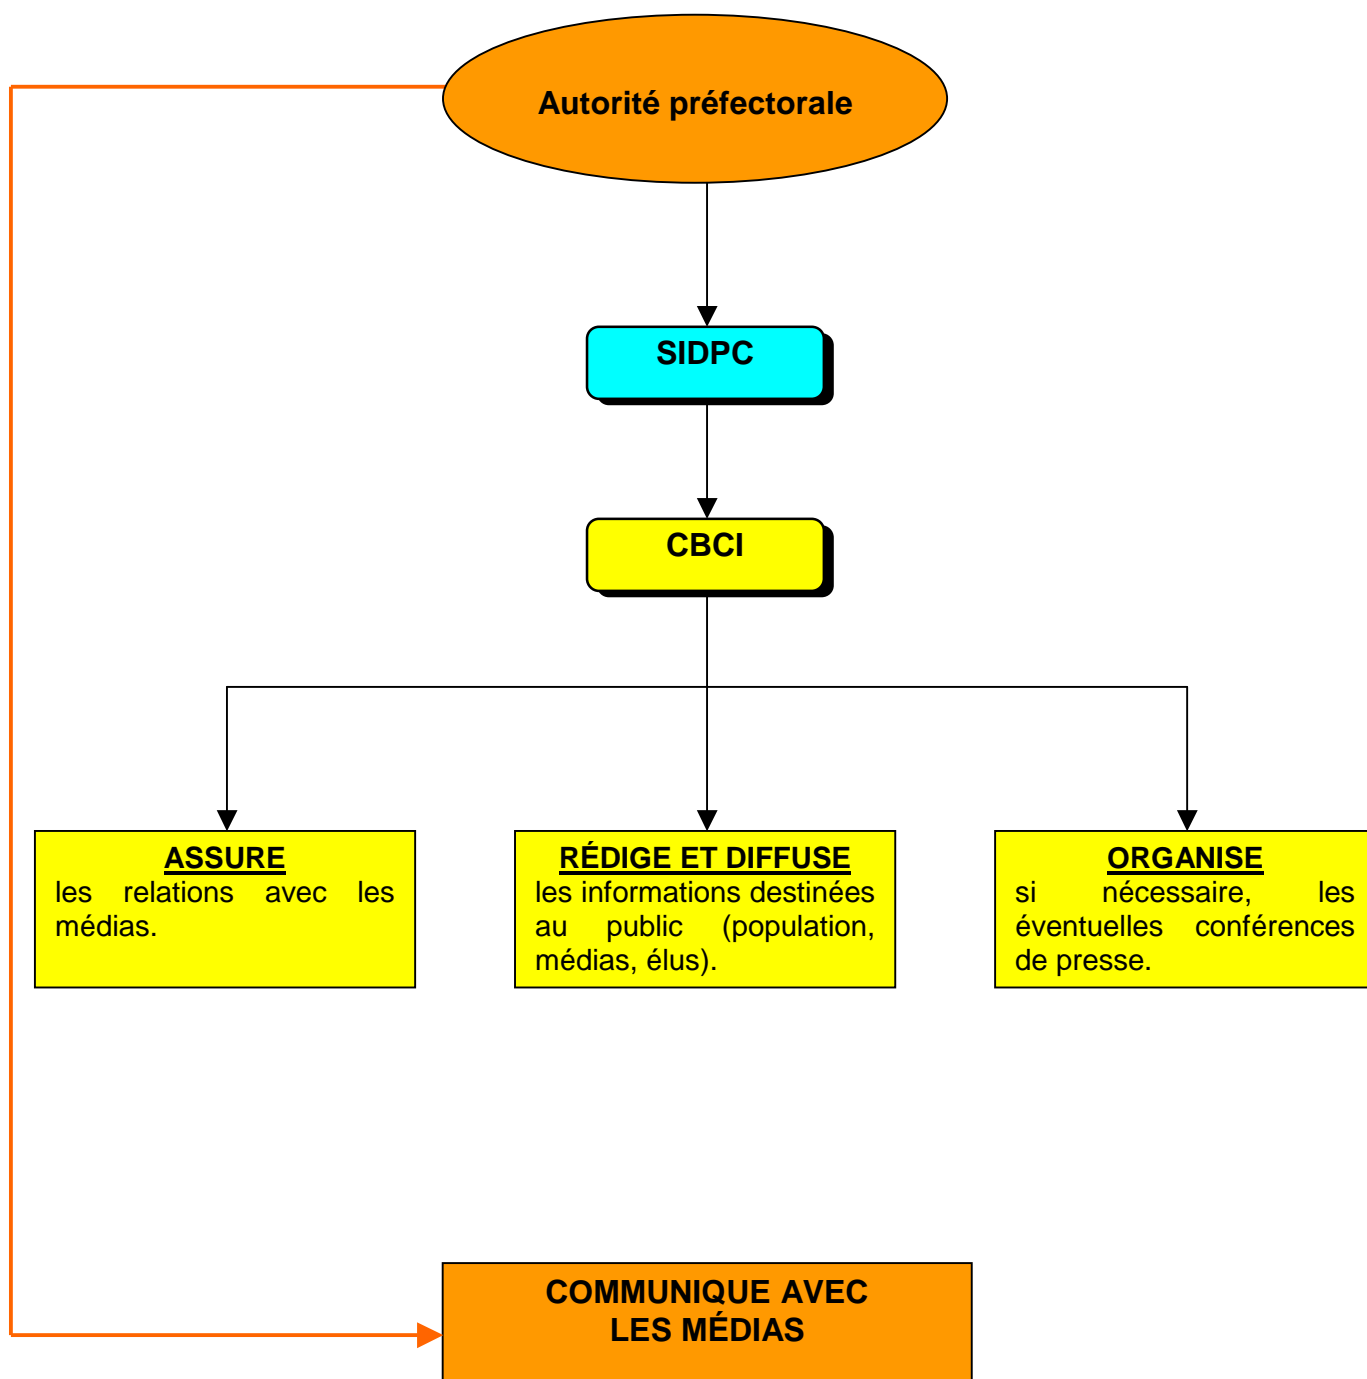 Autorité préfectorale
SIDPC
CBCI
ASSURE
les relations avec les
médias.
RÉDIGE ET DIFFUSE
les informations destinées
au public (population,
médias, élus).
ORGANISE
si nécessaire, les
éventuelles conférences
de presse.
COMMUNIQUE AVEC
LES MÉDIAS